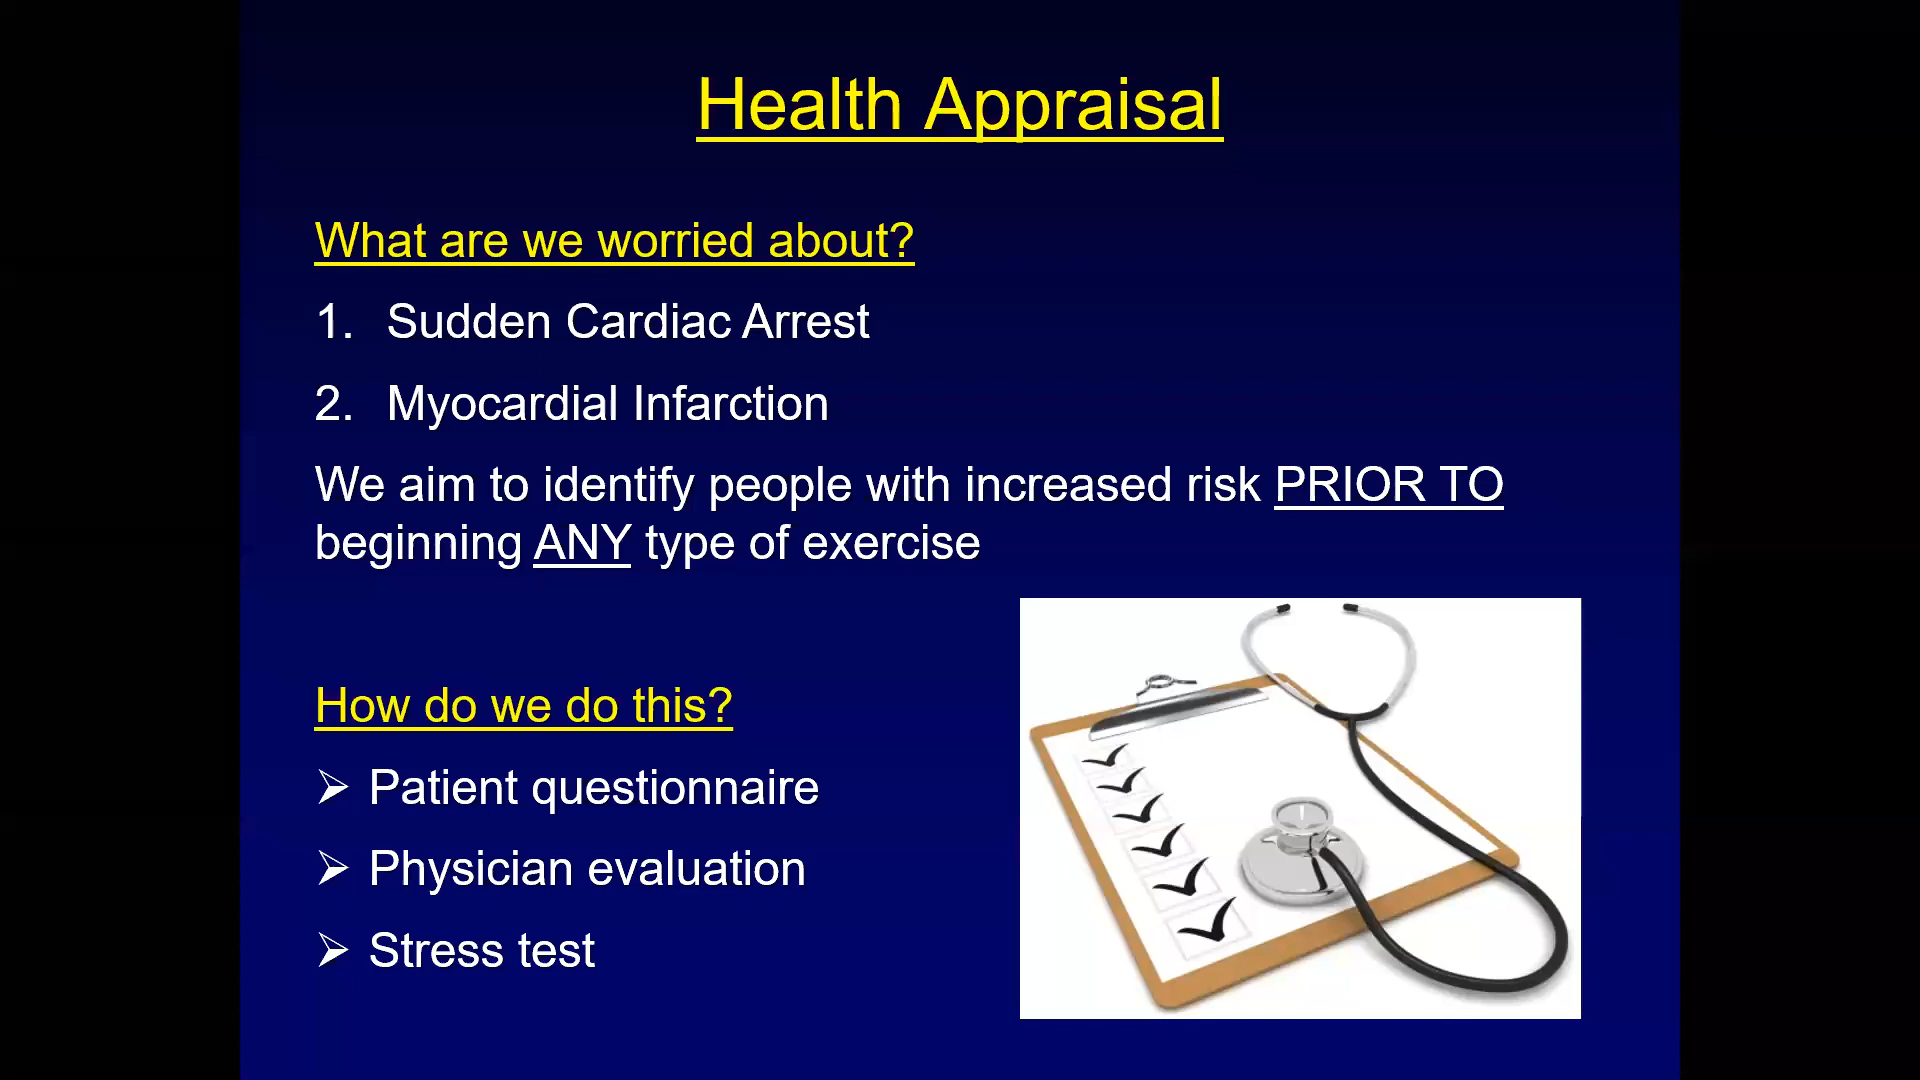 Health Appraisal
What are we worried about?
1. Sudden Cardiac Arrest
2. Myocardial Infarction
We aim to identify people with increased risk PRIOR TO
beginning ANY type of exercise
How do we do this?
➢ Patient questionnaire
➢ Physician evaluation
➢ Stress test